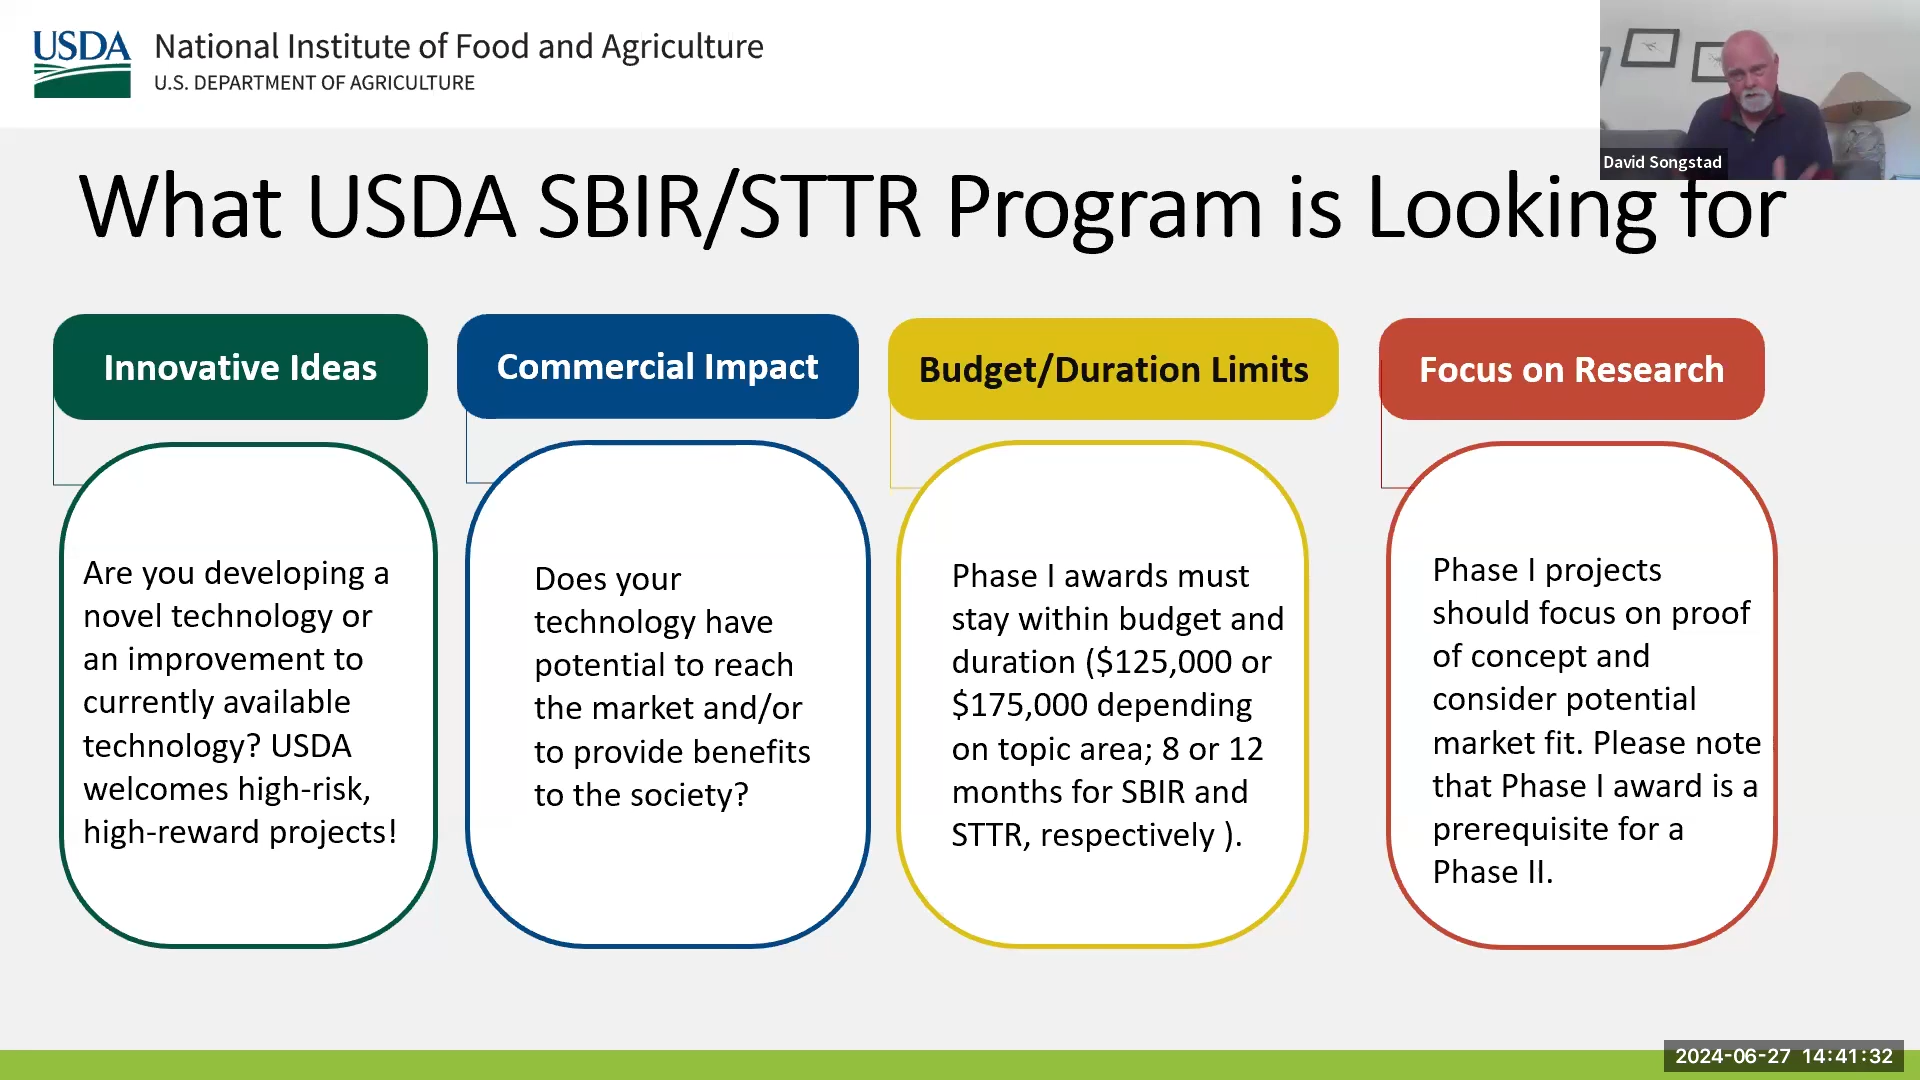 USDA
National Institute of Food and Agriculture
U.S. DEPARTMENT OF AGRICULTURE
David Songstad
What USDA SBIR/STTR Program is Looking for
Innovative Ideas
Are you developing a
novel technology or
an improvement to
currently available
technology? USDA
welcomes high-risk,
high-reward projects!
Commercial Impact
Does your
technology have
potential to reach
the market and/or
to provide benefits
to the society?
Budget/Duration Limits
Phase I awards must
stay within budget and
duration ($125,000 or
$175,000 depending
on topic area; 8 or 12
months for SBIR and
STTR, respectively ).
Focus on Research
Phase I projects
should focus on proof
of concept and
consider potential
market fit. Please note
that Phase I award is a
prerequisite for a
Phase II.
2024-06-27 14:41:32